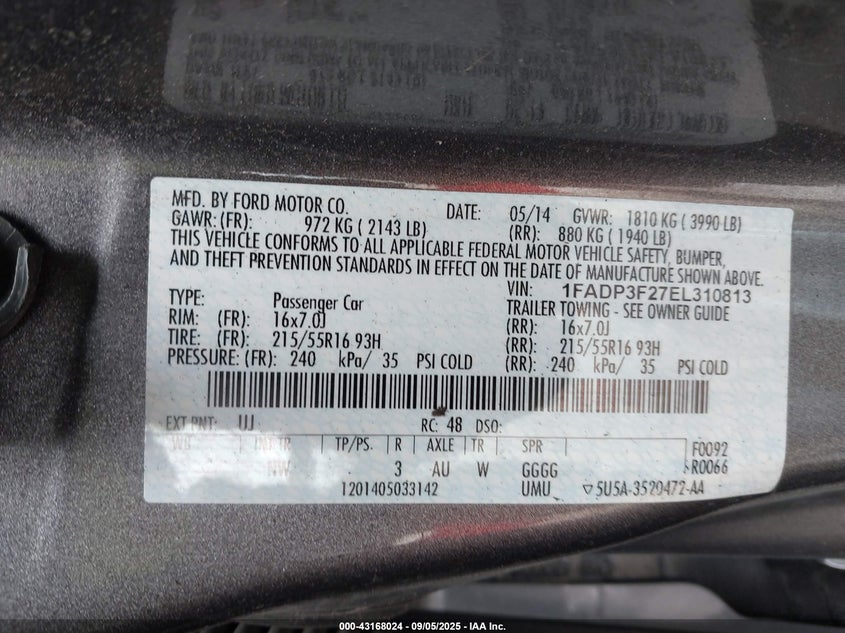 MFD. BY FORD MOTOR CO. DATE: 05/14 GVWR: 1810 KG ( 3990 LB)
GAWR: (FR): 972 KG ( 2143 LB) (RR): 880 KG ( 1940 LB)
THIS VEHICLE CONFORMS TO ALL APPLICABLE FEDERAL MOTOR VEHICLE SAFETY, BUMPER,
AND THEFT PREVENTION STANDARDS IN EFFECT ON THE DATE OF MANUFACTURE SHOWN ABOVE.
VIN: 1FADP3F27EL310813
TYPE: Passenger Car TRAILER TOWING - SEE OWNER GUIDE
RIM: (FR): 16x7.0J (RR): 16x7.0J
TIRE: (FR): 215/55R16 93H (RR): 215/55R16 93H
PRESSURE: (FR): 240 kPa/ 35 PSI COLD (RR): 240 kPa/ 35 PSI COLD
EXT PNT: UJ RC: 48 DSO:
WB INT TR TP/PS. R AXLE TR SPR F0092
NW . 3 AU W GGGG R0066
1201405033142 UMU ▽5U5A-3520472-AA
000-43168024 - 09/05/2025 - IAA Inc.